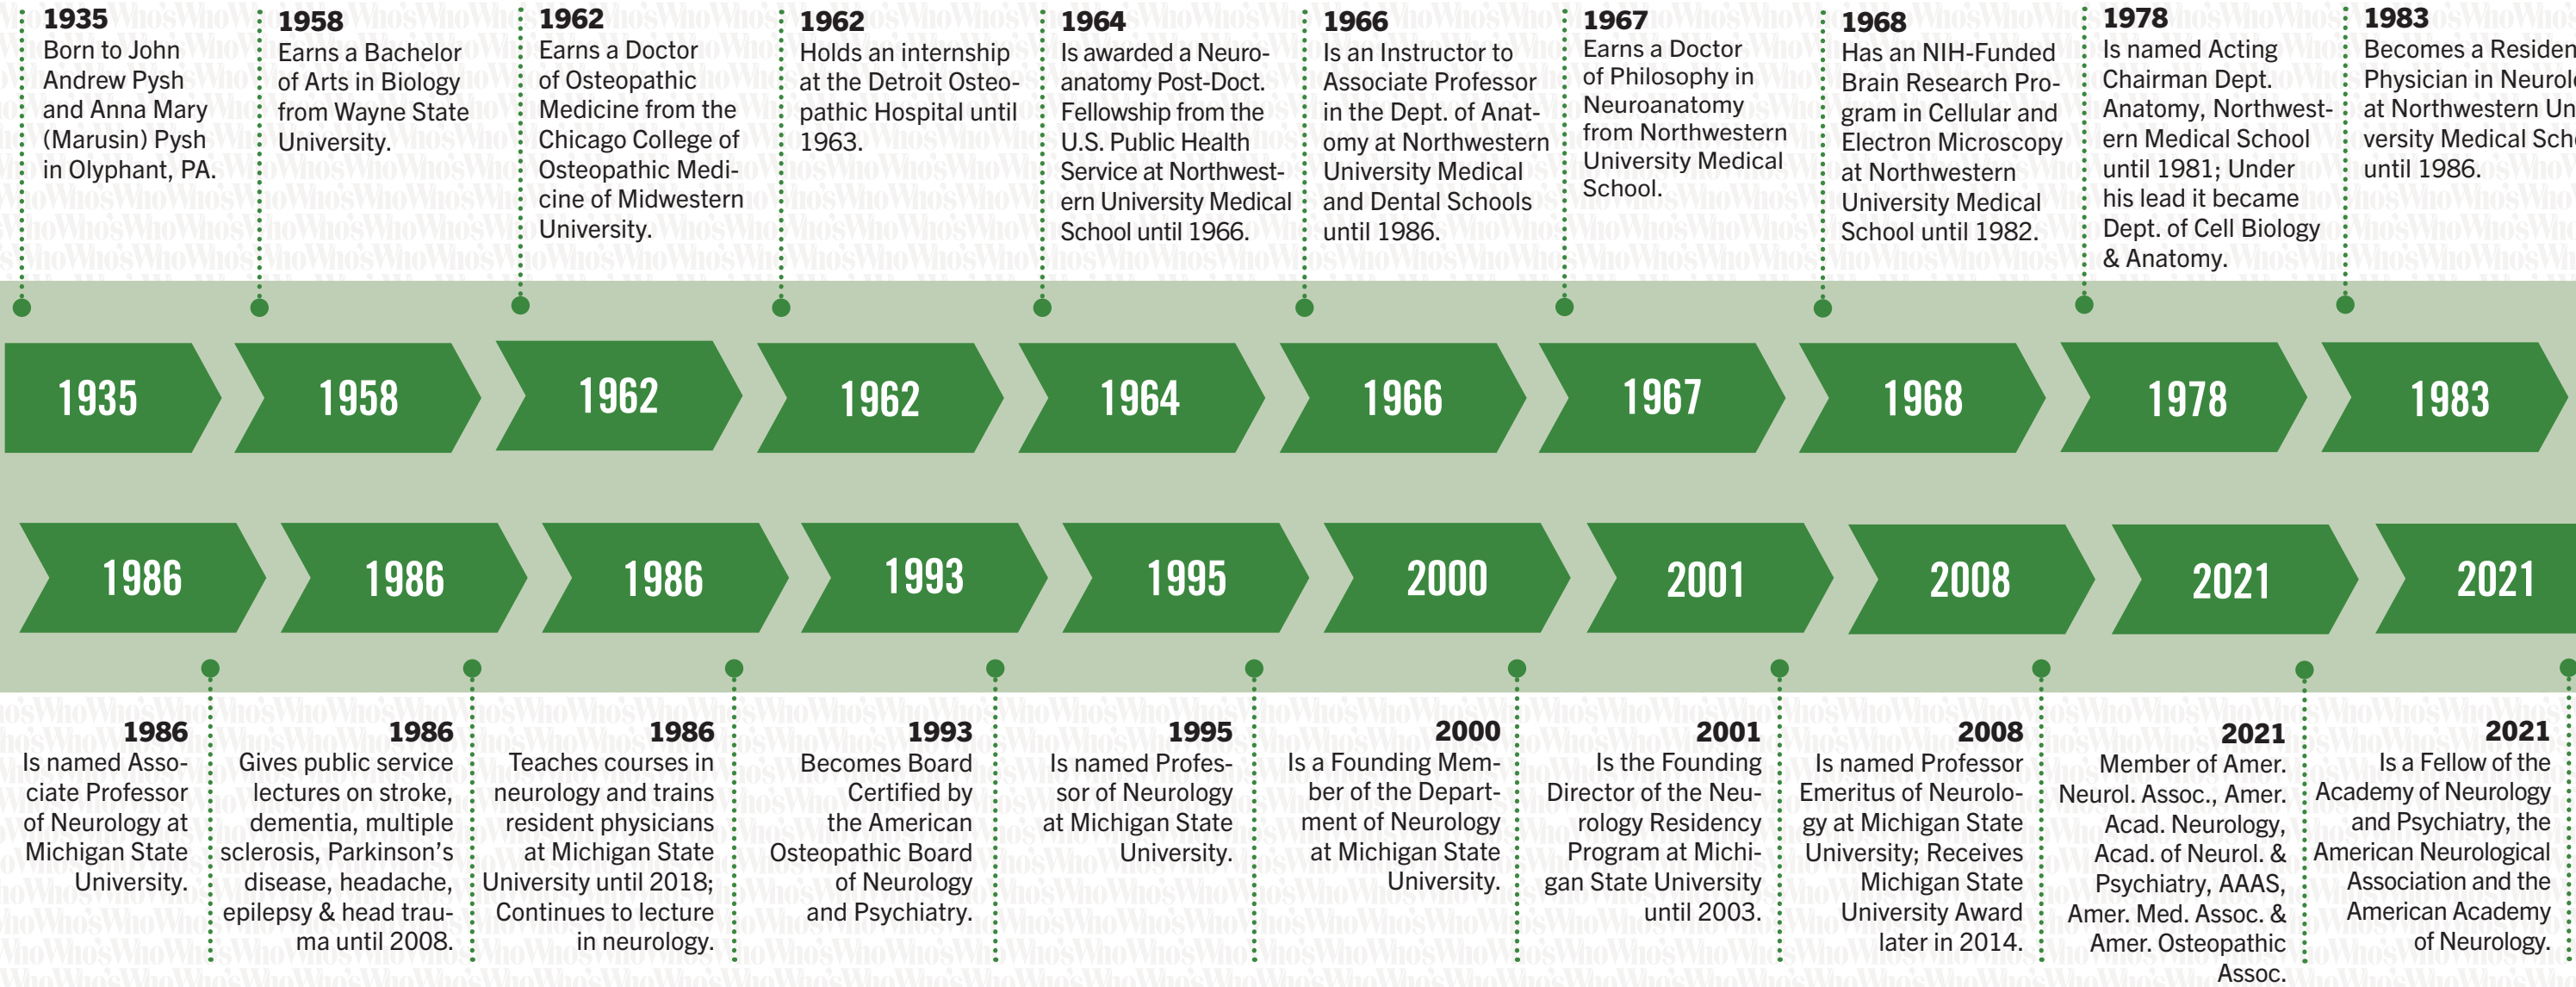 1935
Born to John
Andrew Pysh
and Anna Mary
(Marusin) Pysh
in Olyphant, PA.
1958
Earns a Bachelor
of Arts in Biology
from Wayne State
University.
1962
Earns a Doctor
of Osteopathic
Medicine from the
Chicago College of
Osteopathic Medi-
cine of Midwestern
University.
1962
Holds an internship
at the Detroit Osteo-
pathic Hospital until
1963.
1964
Is awarded a Neuro-
anatomy Post-Doct.
Fellowship from the
U.S. Public Health
Service at Northwest-
ern University Medical
School until 1966.
1966
Is an Instructor to
Associate Professor
in the Dept. of Anat-
omy at Northwestern
University Medical
and Dental Schools
until 1986.
1967
Earns a Doctor
of Philosophy in
Neuroanatomy
from Northwestern
University Medical
School.
1968
Has an NIH-Funded
Brain Research Pro-
gram in Cellular and
Electron Microscopy
at Northwestern
University Medical
School until 1982.
1978
Is named Acting
Chairman Dept.
Anatomy, Northwest-
ern Medical School
until 1981; Under
his lead it became
Dept. of Cell Biology
& Anatomy.
1983
Becomes a Residen
Physician in Neurol
at Northwestern Un
versity Medical Sch
until 1986.
1935
1958
1962
1962
1964
1966
1967
1968
1978
1983
1986
1986
1986
1993
1995
2000
2001
2008
2021
2021
1986
Is named Asso-
ciate Professor
of Neurology at
Michigan State
University.
1986
Gives public service
lectures on stroke,
dementia, multiple
sclerosis, Parkinson's
disease, headache,
epilepsy & head trau-
ma until 2008.
1986
Teaches courses in
neurology and trains
resident physicians
at Michigan State
University until 2018;
Continues to lecture
in neurology.
1993
Becomes Board
Certified by
the American
Osteopathic Board
of Neurology
and Psychiatry.
1995
Is named Profes-
sor of Neurology
at Michigan State
University.
2000
Is a Founding Mem-
ber of the Depart-
ment of Neurology
at Michigan State
University.
2001
Is the Founding
Director of the Neu-
rology Residency
Program at Michi-
gan State University
until 2003.
2008
Is named Professor
Emeritus of Neurolo-
gy at Michigan State
University; Receives
Michigan State
University Award
later in 2014.
2021
Member of Amer.
Neurol. Assoc., Amer.
Acad. Neurology,
Acad. of Neurol. &
Psychiatry, AAAS,
Amer. Med. Assoc. &
Amer. Osteopathic
Assoc.
2021
Is a Fellow of the
Academy of Neurology
and Psychiatry, the
American Neurological
Association and the
American Academy
of Neurology.